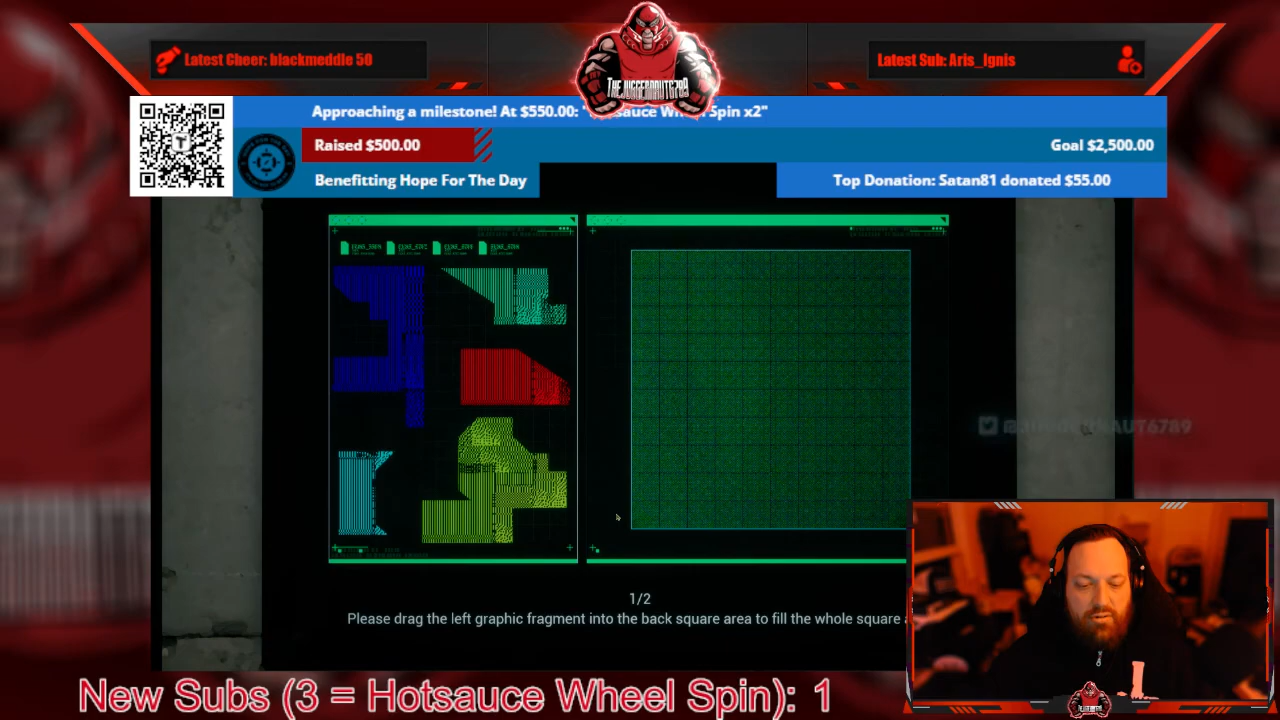 Latest Cheer: blackmeddle 50
Latest Sub: Aris_Ignis
THEJUGGERNAUT6789
Approaching a milestone! At $550.00: " Spin x2"
Raised $500.00
Goal $2,500.00
Benefitting Hope For The Day
Top Donation: Satan81 donated $55.00
1/2
Please drag the left graphic fragment into the back square area to fill the whole square
New Subs (3 = Hotsauce Wheel Spin): 1